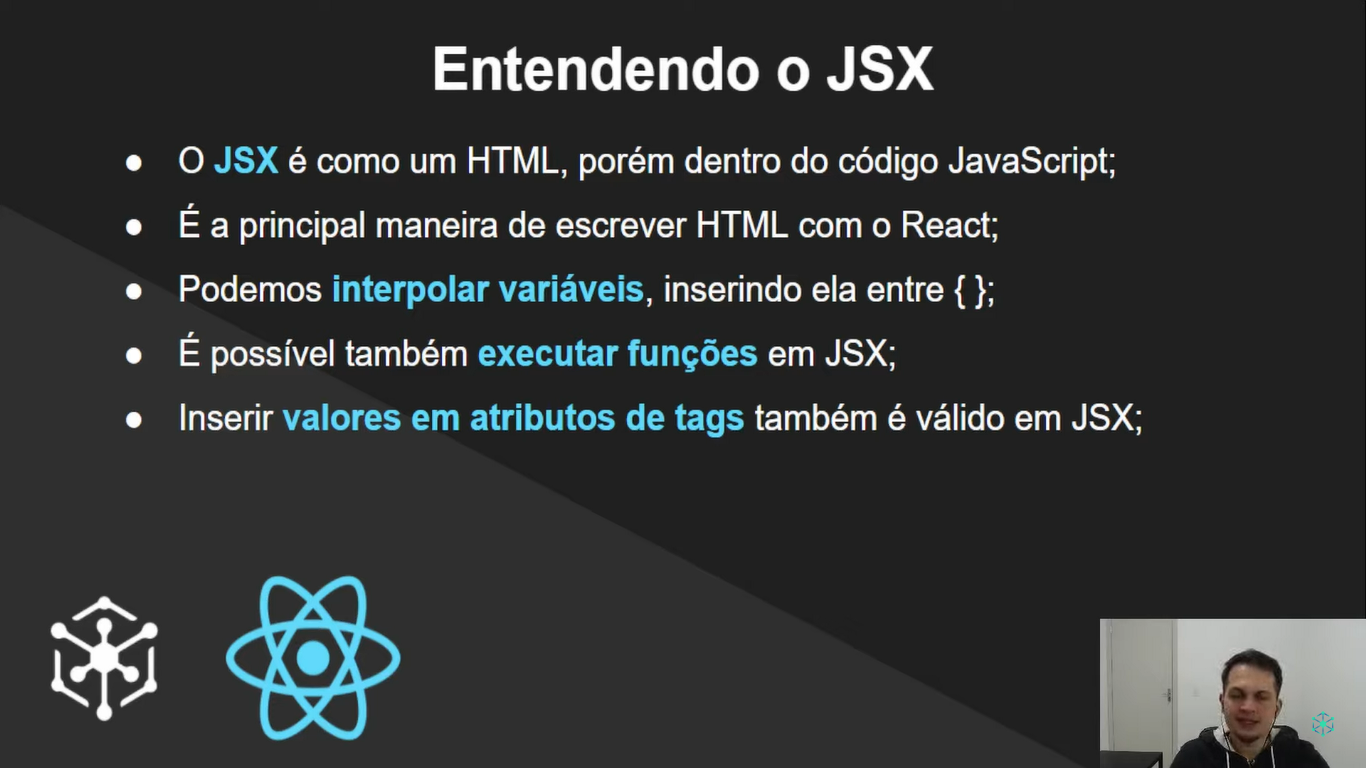 Entendendo o JSX
● O JSX é como um HTML, porém dentro do código JavaScript;
● É a principal maneira de escrever HTML com o React;
● Podemos interpolar variáveis, inserindo ela entre { };
● É possível também executar funções em JSX;
● Inserir valores em atributos de tags também é válido em JSX;